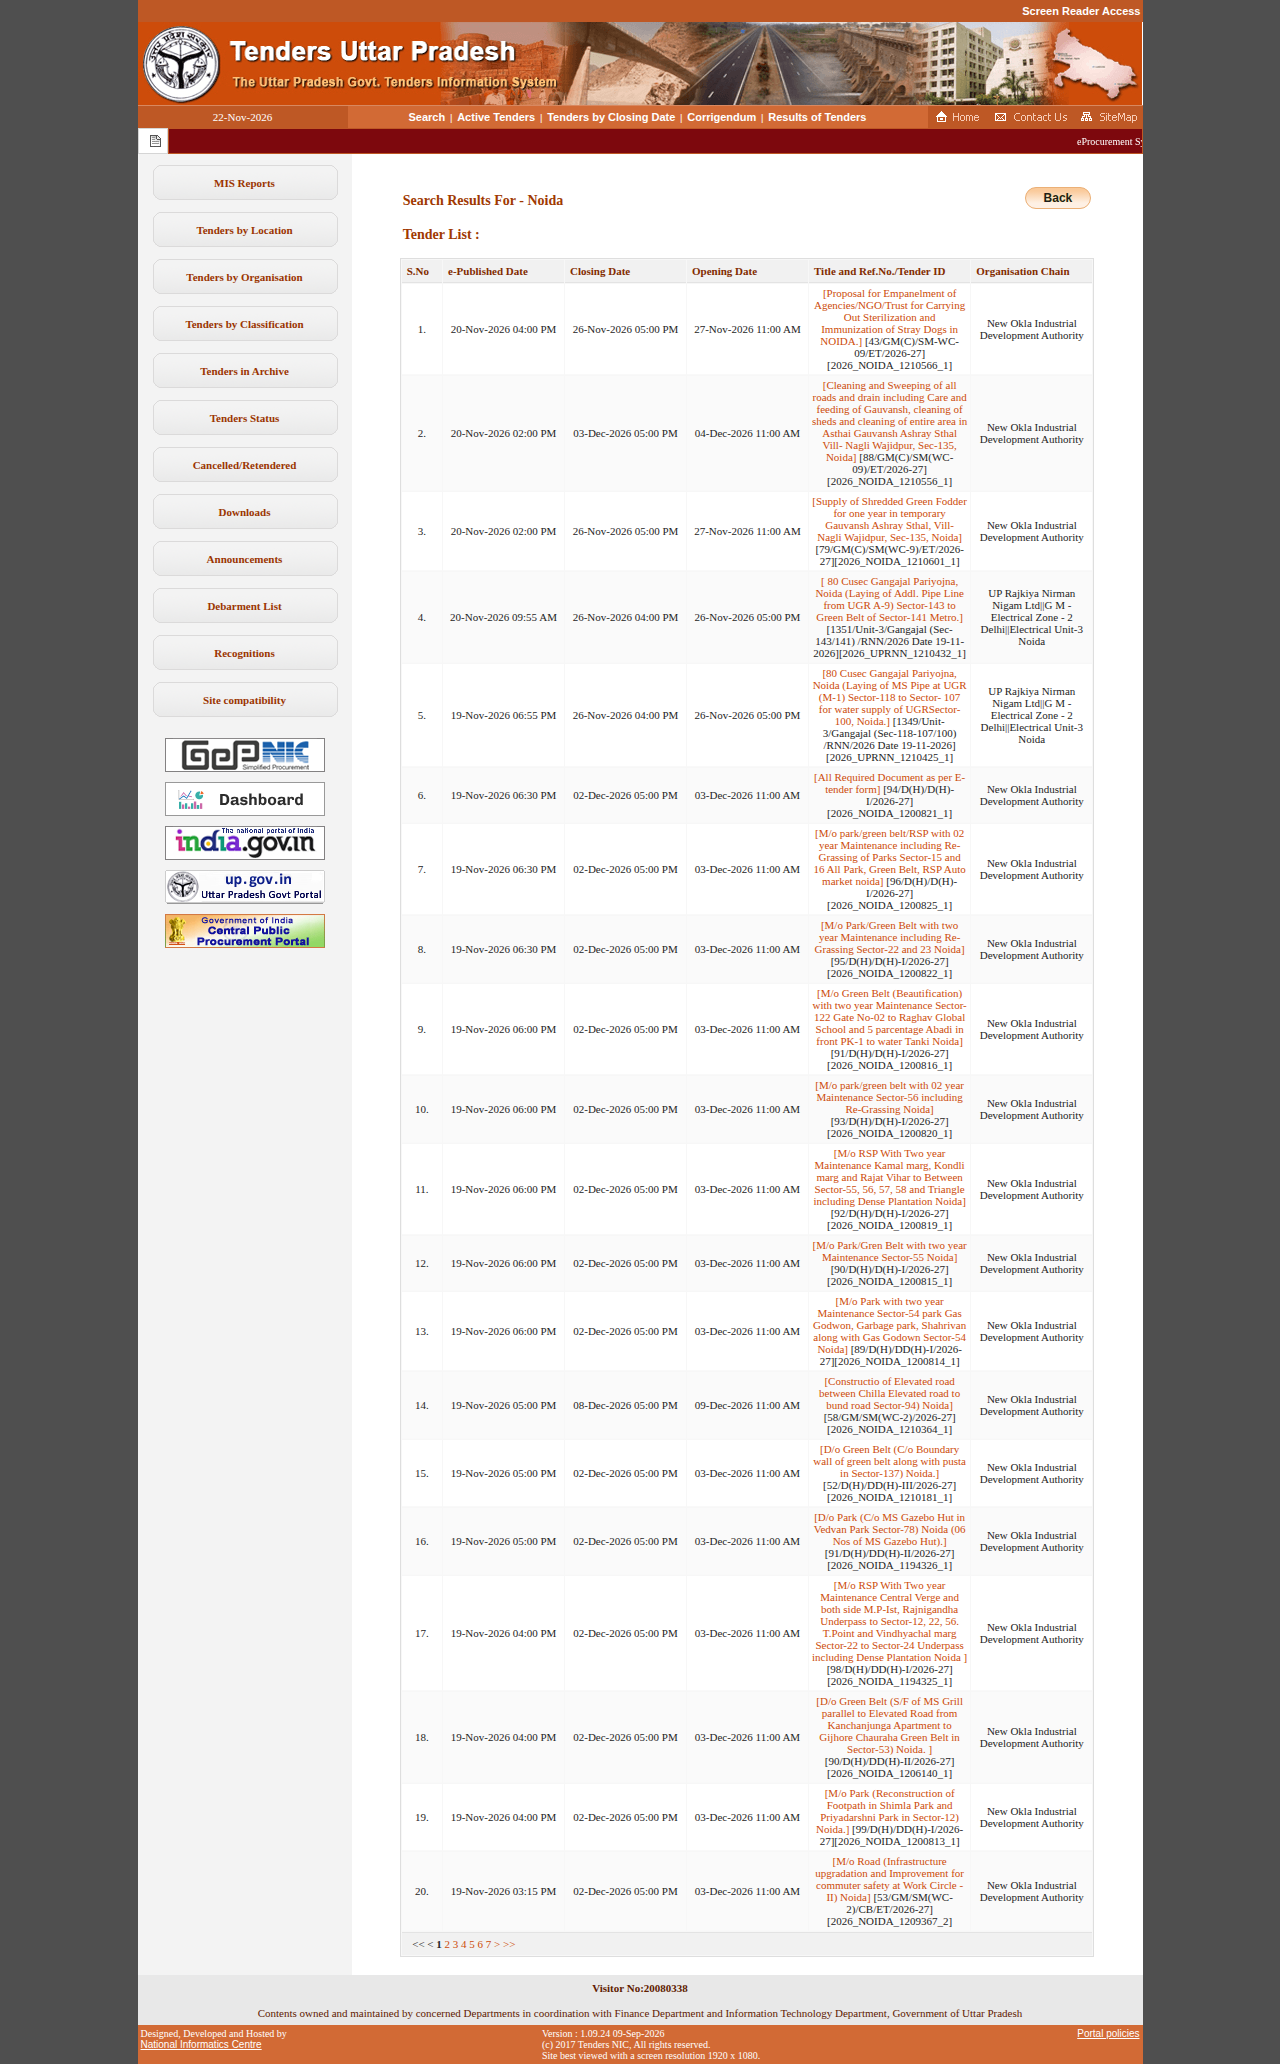 Screen Reader Access
Tenders Uttar Pradesh
The Uttar Pradesh Govt. Tenders Information System
22-Nov-2026
Search | Active Tenders | Tenders by Closing Date | Corrigendum | Results of Tenders
Home Contact Us SiteMap
eProcurement Sy
MIS Reports
Tenders by Location
Tenders by Organisation
Tenders by Classification
Tenders in Archive
Tenders Status
Cancelled/Retendered
Downloads
Announcements
Debarment List
Recognitions
Site compatibility
GePNIC
Simplified Procurement
Dashboard
The national portal of India
india.gov.in
up.gov.in
Uttar Pradesh Govt Portal
Government of India
Central Public
Procurement Portal
Search Results For - Noida
Back
Tender List :
S.No e-Published Date Closing Date Opening Date Title and Ref.No./Tender ID Organisation Chain
1. 20-Nov-2026 04:00 PM 26-Nov-2026 05:00 PM 27-Nov-2026 11:00 AM
[Proposal for Empanelment of
Agencies/NGO/Trust for Carrying
Out Sterilization and
Immunization of Stray Dogs in
NOIDA.] [43/GM(C)/SM-WC-
09/ET/2026-27]
[2026_NOIDA_1210566_1]
New Okla Industrial
Development Authority
2. 20-Nov-2026 02:00 PM 03-Dec-2026 05:00 PM 04-Dec-2026 11:00 AM
[Cleaning and Sweeping of all
roads and drain including Care and
feeding of Gauvansh, cleaning of
sheds and cleaning of entire area in
Asthai Gauvansh Ashray Sthal
Vill- Nagli Wajidpur, Sec-135,
Noida] [88/GM(C)/SM(WC-
09)/ET/2026-27]
[2026_NOIDA_1210556_1]
New Okla Industrial
Development Authority
3. 20-Nov-2026 02:00 PM 26-Nov-2026 05:00 PM 27-Nov-2026 11:00 AM
[Supply of Shredded Green Fodder
for one year in temporary
Gauvansh Ashray Sthal, Vill-
Nagli Wajidpur, Sec-135, Noida]
[79/GM(C)/SM(WC-9)/ET/2026-
27][2026_NOIDA_1210601_1]
New Okla Industrial
Development Authority
4. 20-Nov-2026 09:55 AM 26-Nov-2026 04:00 PM 26-Nov-2026 05:00 PM
[ 80 Cusec Gangajal Pariyojna,
Noida (Laying of Addl. Pipe Line
from UGR A-9) Sector-143 to
Green Belt of Sector-141 Metro.]
[1351/Unit-3/Gangajal (Sec-
143/141) /RNN/2026 Date 19-11-
2026][2026_UPRNN_1210432_1]
UP Rajkiya Nirman
Nigam Ltd||G M -
Electrical Zone - 2
Delhi||Electrical Unit-3
Noida
5. 19-Nov-2026 06:55 PM 26-Nov-2026 04:00 PM 26-Nov-2026 05:00 PM
[80 Cusec Gangajal Pariyojna,
Noida (Laying of MS Pipe at UGR
(M-1) Sector-118 to Sector- 107
for water supply of UGRSector-
100, Noida.] [1349/Unit-
3/Gangajal (Sec-118-107/100)
/RNN/2026 Date 19-11-2026]
[2026_UPRNN_1210425_1]
UP Rajkiya Nirman
Nigam Ltd||G M -
Electrical Zone - 2
Delhi||Electrical Unit-3
Noida
6. 19-Nov-2026 06:30 PM 02-Dec-2026 05:00 PM 03-Dec-2026 11:00 AM
[All Required Document as per E-
tender form] [94/D(H)/D(H)-
I/2026-27]
[2026_NOIDA_1200821_1]
New Okla Industrial
Development Authority
7. 19-Nov-2026 06:30 PM 02-Dec-2026 05:00 PM 03-Dec-2026 11:00 AM
[M/o park/green belt/RSP with 02
year Maintenance including Re-
Grassing of Parks Sector-15 and
16 All Park, Green Belt, RSP Auto
market noida] [96/D(H)/D(H)-
I/2026-27]
[2026_NOIDA_1200825_1]
New Okla Industrial
Development Authority
8. 19-Nov-2026 06:30 PM 02-Dec-2026 05:00 PM 03-Dec-2026 11:00 AM
[M/o Park/Green Belt with two
year Maintenance including Re-
Grassing Sector-22 and 23 Noida]
[95/D(H)/D(H)-I/2026-27]
[2026_NOIDA_1200822_1]
New Okla Industrial
Development Authority
9. 19-Nov-2026 06:00 PM 02-Dec-2026 05:00 PM 03-Dec-2026 11:00 AM
[M/o Green Belt (Beautification)
with two year Maintenance Sector-
122 Gate No-02 to Raghav Global
School and 5 parcentage Abadi in
front PK-1 to water Tanki Noida]
[91/D(H)/D(H)-I/2026-27]
[2026_NOIDA_1200816_1]
New Okla Industrial
Development Authority
10. 19-Nov-2026 06:00 PM 02-Dec-2026 05:00 PM 03-Dec-2026 11:00 AM
[M/o park/green belt with 02 year
Maintenance Sector-56 including
Re-Grassing Noida]
[93/D(H)/D(H)-I/2026-27]
[2026_NOIDA_1200820_1]
New Okla Industrial
Development Authority
11. 19-Nov-2026 06:00 PM 02-Dec-2026 05:00 PM 03-Dec-2026 11:00 AM
[M/o RSP With Two year
Maintenance Kamal marg, Kondli
marg and Rajat Vihar to Between
Sector-55, 56, 57, 58 and Triangle
including Dense Plantation Noida]
[92/D(H)/D(H)-I/2026-27]
[2026_NOIDA_1200819_1]
New Okla Industrial
Development Authority
12. 19-Nov-2026 06:00 PM 02-Dec-2026 05:00 PM 03-Dec-2026 11:00 AM
[M/o Park/Gren Belt with two year
Maintenance Sector-55 Noida]
[90/D(H)/D(H)-I/2026-27]
[2026_NOIDA_1200815_1]
New Okla Industrial
Development Authority
13. 19-Nov-2026 06:00 PM 02-Dec-2026 05:00 PM 03-Dec-2026 11:00 AM
[M/o Park with two year
Maintenance Sector-54 park Gas
Godwon, Garbage park, Shahrivan
along with Gas Godown Sector-54
Noida] [89/D(H)/DD(H)-I/2026-
27][2026_NOIDA_1200814_1]
New Okla Industrial
Development Authority
14. 19-Nov-2026 05:00 PM 08-Dec-2026 05:00 PM 09-Dec-2026 11:00 AM
[Constructio of Elevated road
between Chilla Elevated road to
bund road Sector-94) Noida]
[58/GM/SM(WC-2)/2026-27]
[2026_NOIDA_1210364_1]
New Okla Industrial
Development Authority
15. 19-Nov-2026 05:00 PM 02-Dec-2026 05:00 PM 03-Dec-2026 11:00 AM
[D/o Green Belt (C/o Boundary
wall of green belt along with pusta
in Sector-137) Noida.]
[52/D(H)/DD(H)-III/2026-27]
[2026_NOIDA_1210181_1]
New Okla Industrial
Development Authority
16. 19-Nov-2026 05:00 PM 02-Dec-2026 05:00 PM 03-Dec-2026 11:00 AM
[D/o Park (C/o MS Gazebo Hut in
Vedvan Park Sector-78) Noida (06
Nos of MS Gazebo Hut).]
[91/D(H)/DD(H)-II/2026-27]
[2026_NOIDA_1194326_1]
New Okla Industrial
Development Authority
17. 19-Nov-2026 04:00 PM 02-Dec-2026 05:00 PM 03-Dec-2026 11:00 AM
[M/o RSP With Two year
Maintenance Central Verge and
both side M.P-Ist, Rajnigandha
Underpass to Sector-12, 22, 56.
T.Point and Vindhyachal marg
Sector-22 to Sector-24 Underpass
including Dense Plantation Noida ]
[98/D(H)/DD(H)-I/2026-27]
[2026_NOIDA_1194325_1]
New Okla Industrial
Development Authority
18. 19-Nov-2026 04:00 PM 02-Dec-2026 05:00 PM 03-Dec-2026 11:00 AM
[D/o Green Belt (S/F of MS Grill
parallel to Elevated Road from
Kanchanjunga Apartment to
Gijhore Chauraha Green Belt in
Sector-53) Noida. ]
[90/D(H)/DD(H)-II/2026-27]
[2026_NOIDA_1206140_1]
New Okla Industrial
Development Authority
19. 19-Nov-2026 04:00 PM 02-Dec-2026 05:00 PM 03-Dec-2026 11:00 AM
[M/o Park (Reconstruction of
Footpath in Shimla Park and
Priyadarshni Park in Sector-12)
Noida.] [99/D(H)/DD(H)-I/2026-
27][2026_NOIDA_1200813_1]
New Okla Industrial
Development Authority
20. 19-Nov-2026 03:15 PM 02-Dec-2026 05:00 PM 03-Dec-2026 11:00 AM
[M/o Road (Infrastructure
upgradation and Improvement for
commuter safety at Work Circle -
II) Noida] [53/GM/SM(WC-
2)/CB/ET/2026-27]
[2026_NOIDA_1209367_2]
New Okla Industrial
Development Authority
<< < 1 2 3 4 5 6 7 > >>
Visitor No:20080338
Contents owned and maintained by concerned Departments in coordination with Finance Department and Information Technology Department, Government of Uttar Pradesh
Designed, Developed and Hosted by
National Informatics Centre
Version : 1.09.24 09-Sep-2026
(c) 2017 Tenders NIC, All rights reserved.
Site best viewed with a screen resolution 1920 x 1080.
Portal policies